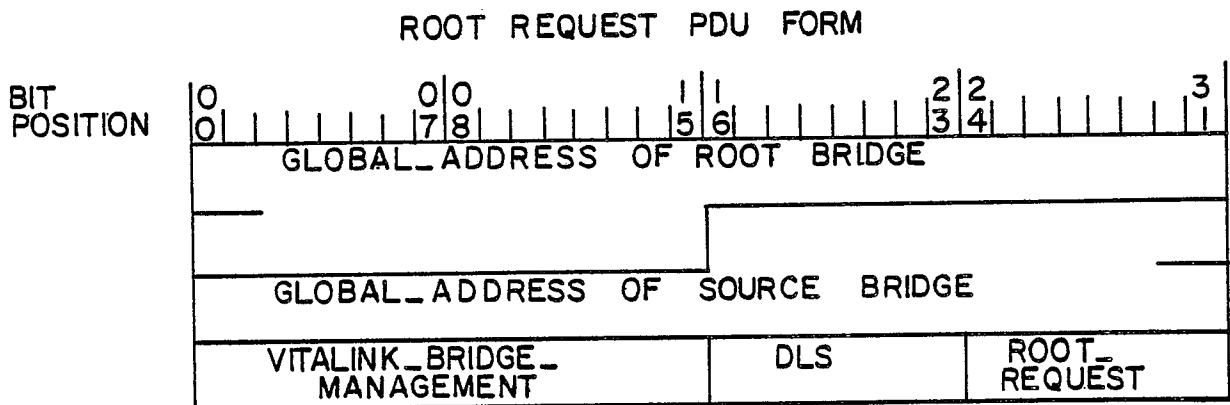 ROOT REQUEST PDU FORM
BIT POSITION
0 0 0 1 1 2 2 3
0 7 8 5 6 3 4 1
GLOBAL_ADDRESS OF ROOT BRIDGE
GLOBAL_ADDRESS OF SOURCE BRIDGE
VITALINK_BRIDGE_ DLS ROOT_
MANAGEMENT REQUEST